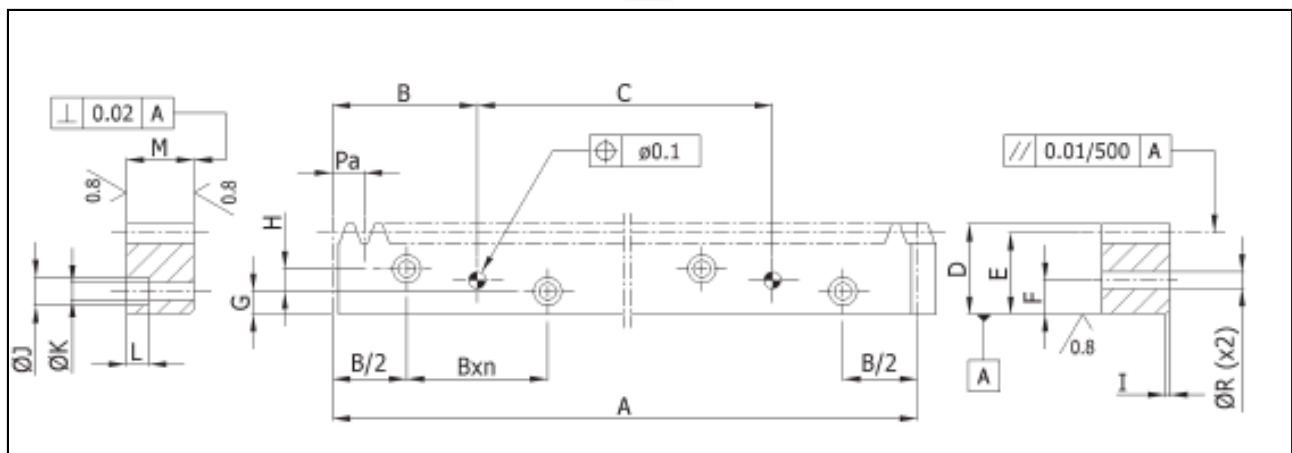 B
C
⊥ 0.02 A
M
Pa
⌖ ø0.1
// 0.01/500 A
0.8
0.8
H
G
D
E
F
ØJ
ØK
L
B/2
Bxn
B/2
A
A
0.8
I
ØR (x2)